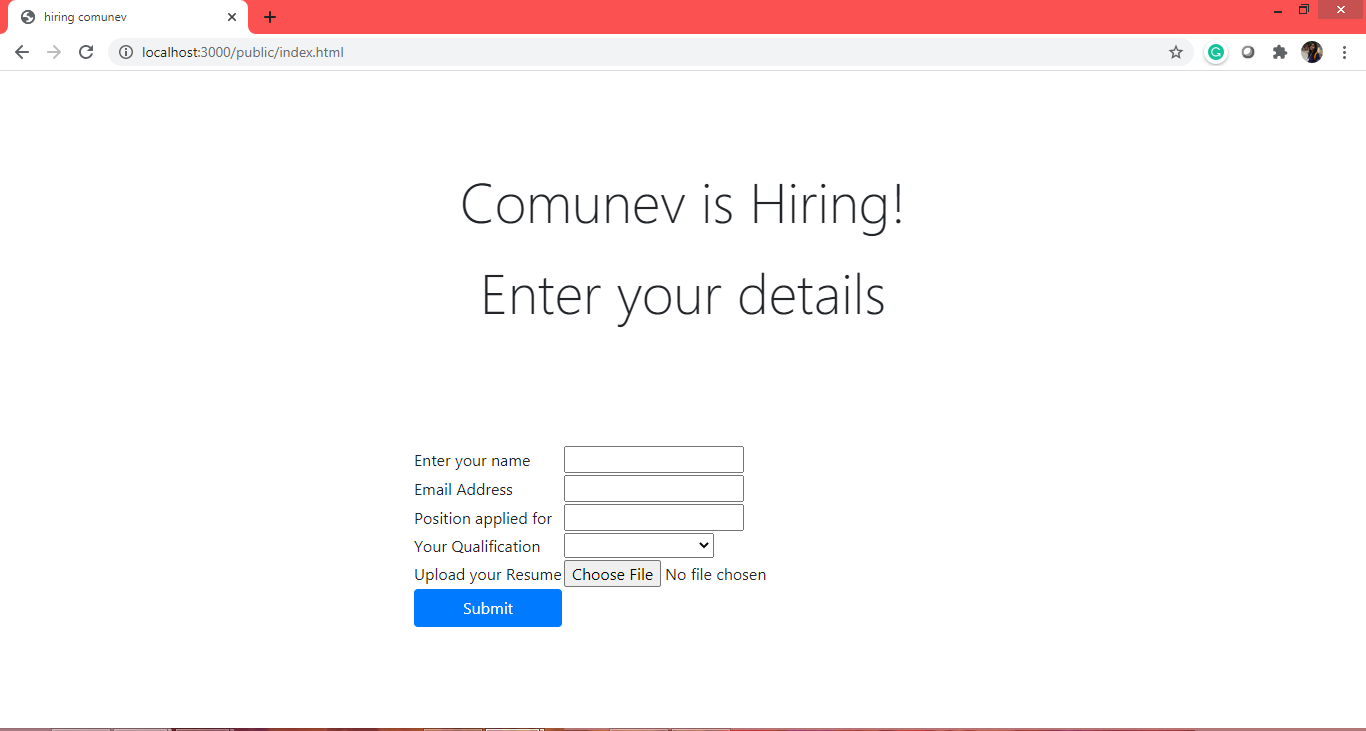 hiring comunev
localhost:3000/public/index.html
Comunev is Hiring!
Enter your details
Enter your name
Email Address
Position applied for
Your Qualification
Upload your Resume Choose File No file chosen
Submit